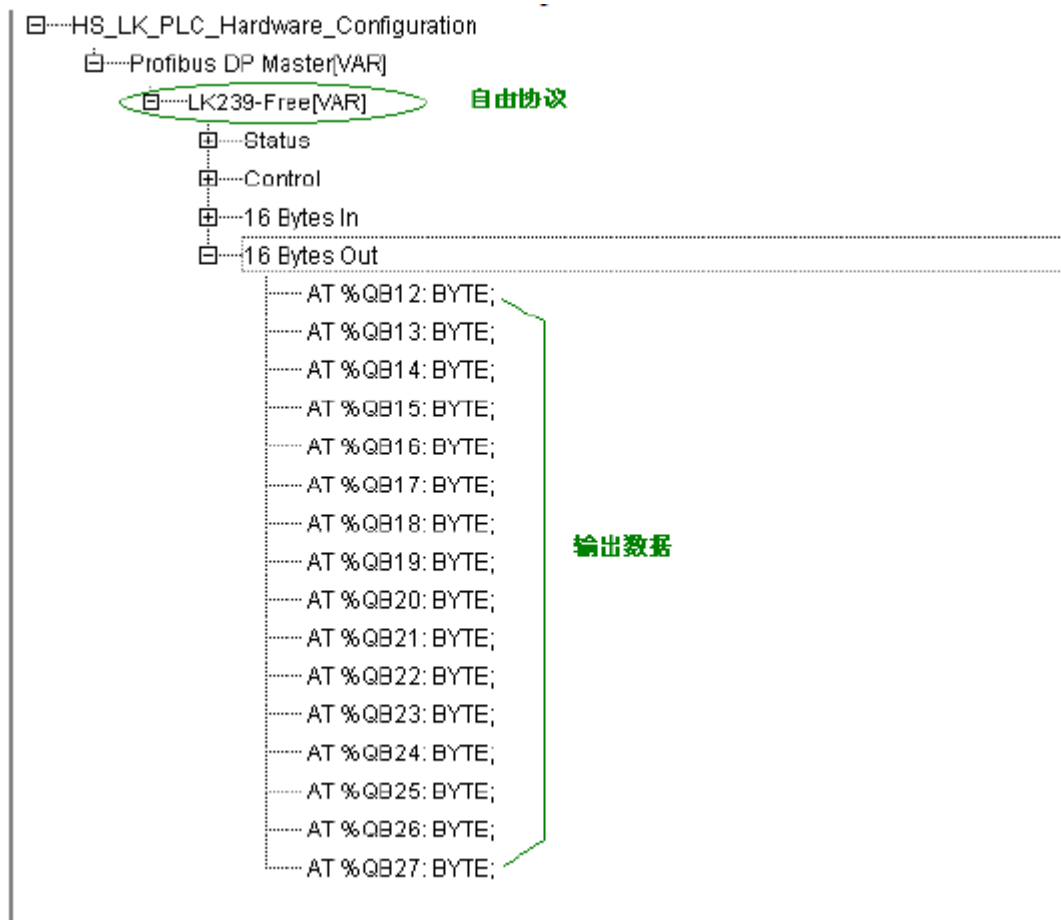 HS_LK_PLC_Hardware_Configuration
Profibus DP Master[VAR]
LK239-Free[VAR] 自由协议
Status
Control
16 Bytes In
16 Bytes Out
AT %QB12: BYTE;
AT %QB13: BYTE;
AT %QB14: BYTE;
AT %QB15: BYTE;
AT %QB16: BYTE;
AT %QB17: BYTE;
AT %QB18: BYTE;
AT %QB19: BYTE;
输出数据
AT %QB20: BYTE;
AT %QB21: BYTE;
AT %QB22: BYTE;
AT %QB23: BYTE;
AT %QB24: BYTE;
AT %QB25: BYTE;
AT %QB26: BYTE;
AT %QB27: BYTE;